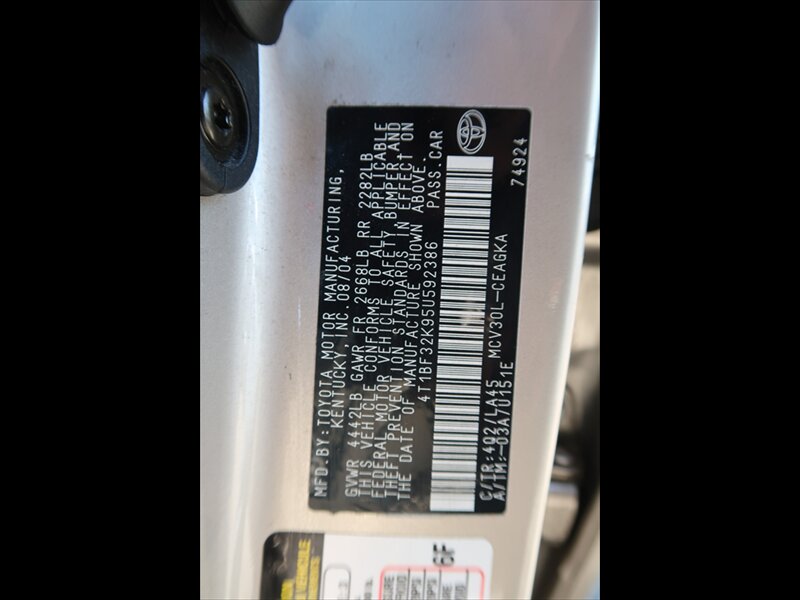 MFD.BY:TOYOTA MOTOR MANUFACTURING,
KENTUCKY, INC. 08/04
GVWR 4442LB GAWR FR 2668LB RR 2282LB
THIS VEHICLE CONFORMS TO ALL APPLICABLE
FEDERAL MOTOR VEHICLE SAFETY, BUMPER, AND
THEFT PREVENTION STANDARDS IN EFFECT ON
THE DATE OF MANUFACTURE SHOWN ABOVE.
4T1BF32K95U592386 PASS.CAR
C/TR:4Q27LA45 MCV30L-CEAGKA
A/TM:-03A/U151E 74924
GF